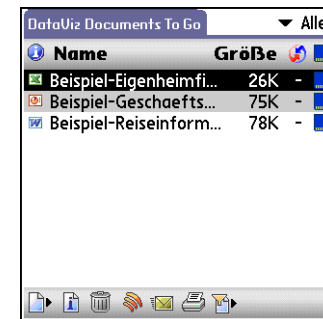 DataViz Documents To Go Alle
Name Größe
Beispiel-Eigenheimfi... 26K -
Beispiel-Geschaefts... 75K -
Beispiel-Reiseinform... 78K -